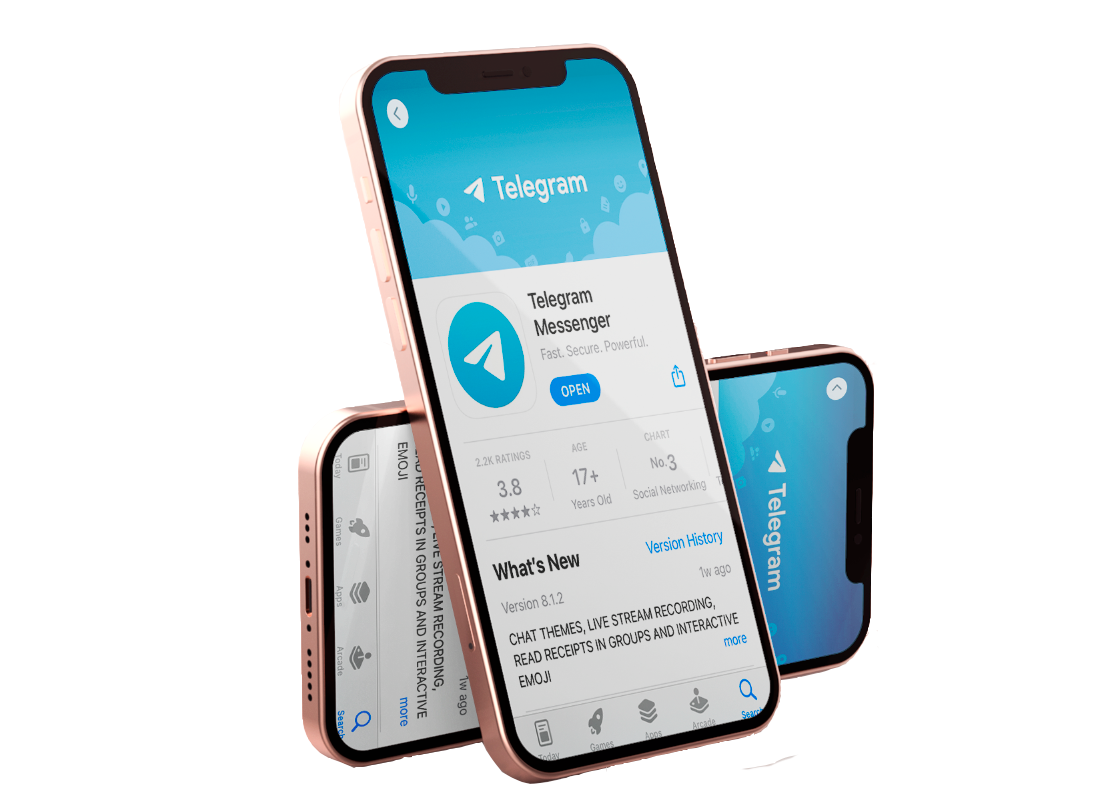 Telegram
Telegram
Messenger
Fast. Secure. Powerful.
OPEN
2.2K RATINGS
AGE
CHART
3.8
17+
No.3
★★★★☆
Years Old
Social Networking
What's New
Version History
Version 8.1.2
1w ago
CHAT THEMES, LIVE STREAM RECORDING,
READ RECEIPTS IN GROUPS AND INTERACTIVE
EMOJI
more
Today
Games
Apps
Arcade
Search
LIVE STREAM RECORDING,
READ RECEIPTS IN GROUPS AND INTERACTIVE
EMOJI
1w ago
more
Today
Games
Apps
Arcade
Search
Telegram